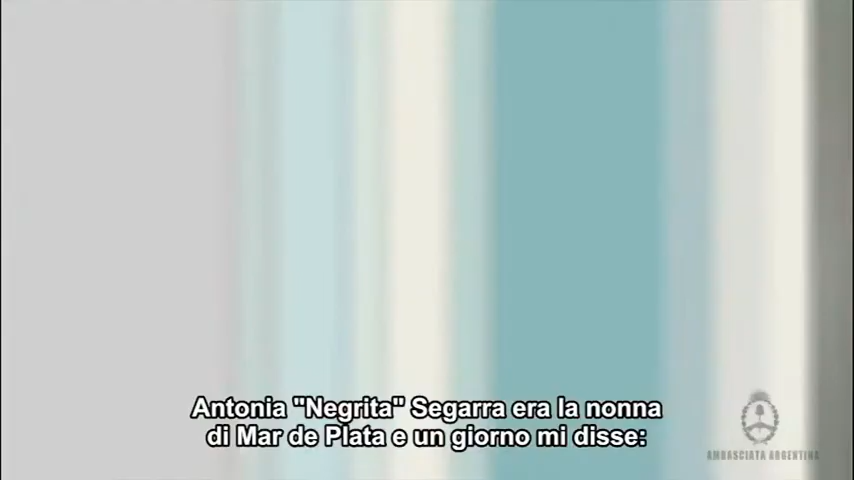 Antonia "Negrita" Segarra era la nonna
di Mar de Plata e un giorno mi disse:
AMBASCIATA ARGENTINA